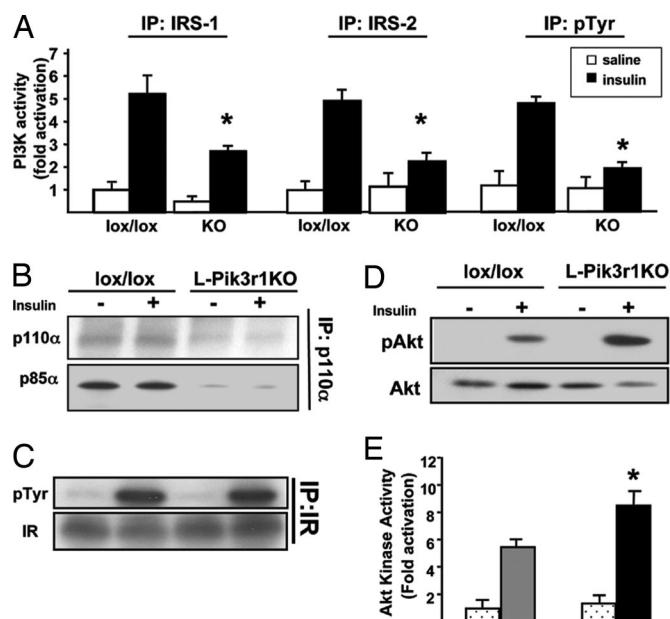 A
IP: IRS-1
IP: IRS-2
IP: pTyr
PI3K activity
(fold activation)
7
6
5
4
3
2
1
saline
insulin
*
*
*
lox/lox
KO
lox/lox
KO
lox/lox
KO
B
lox/lox
L-Pik3r1KO
Insulin
-
+
-
+
p110α
p85α
IP: p110α
C
pTyr
IR
IP:IR
D
lox/lox
L-Pik3r1KO
Insulin
-
+
-
+
pAkt
Akt
E
Akt Kinase Activity
(Fold activation)
12
10
8
6
4
2
*